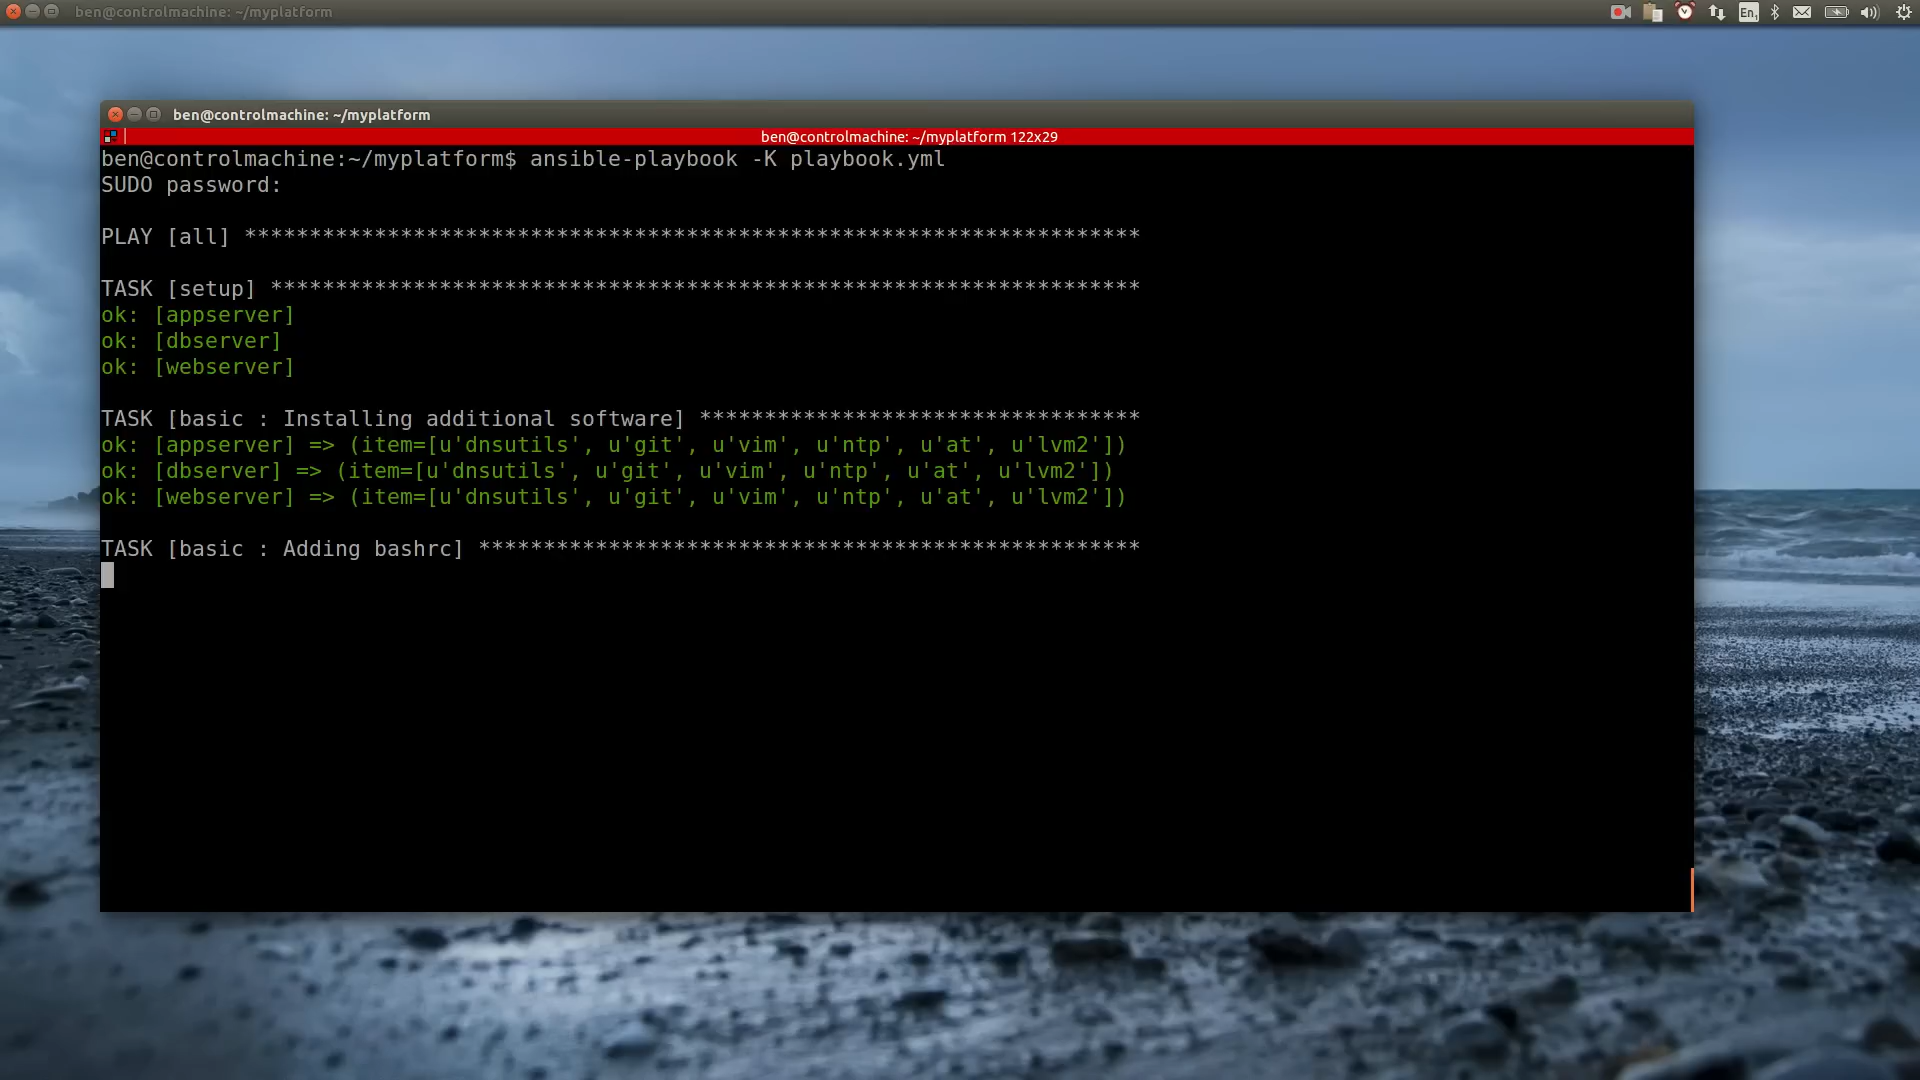 ben@controlmachine: ~/myplatform
En1
ben@controlmachine: ~/myplatform
ben@controlmachine: ~/myplatform 122x29
ben@controlmachine:~/myplatform$ ansible-playbook -K playbook.yml
SUDO password:
PLAY [all] *********************************************************************
TASK [setup] *******************************************************************
ok: [appserver]
ok: [dbserver]
ok: [webserver]
TASK [basic : Installing additional software] **********************************
ok: [appserver] => (item=[u'dnsutils', u'git', u'vim', u'ntp', u'at', u'lvm2'])
ok: [dbserver] => (item=[u'dnsutils', u'git', u'vim', u'ntp', u'at', u'lvm2'])
ok: [webserver] => (item=[u'dnsutils', u'git', u'vim', u'ntp', u'at', u'lvm2'])
TASK [basic : Adding bashrc] ***************************************************